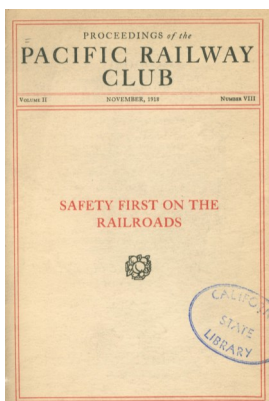 PROCEEDINGS of the
PACIFIC RAILWAY
CLUB
VOLUME II NOVEMBER, 1918 NUMBER VIII
SAFETY FIRST ON THE
RAILROADS
CALIFORNIA
STATE
LIBRARY